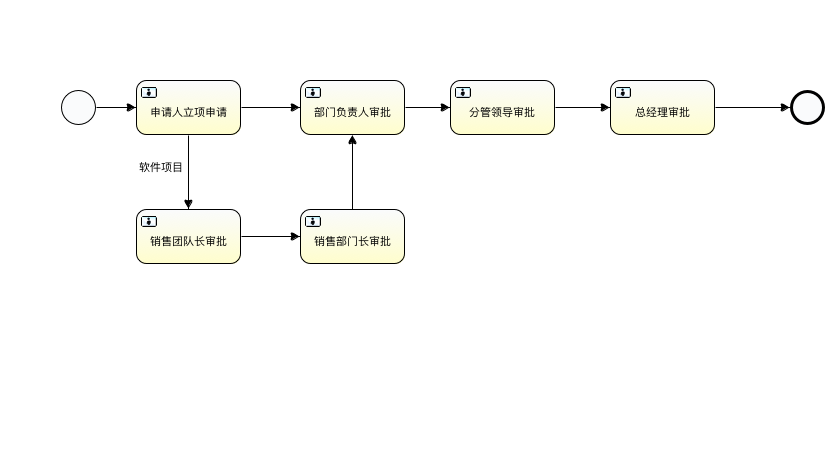 申请人立项申请
部门负责人审批
分管领导审批
总经理审批
软件项目
销售团队长审批
销售部门长审批